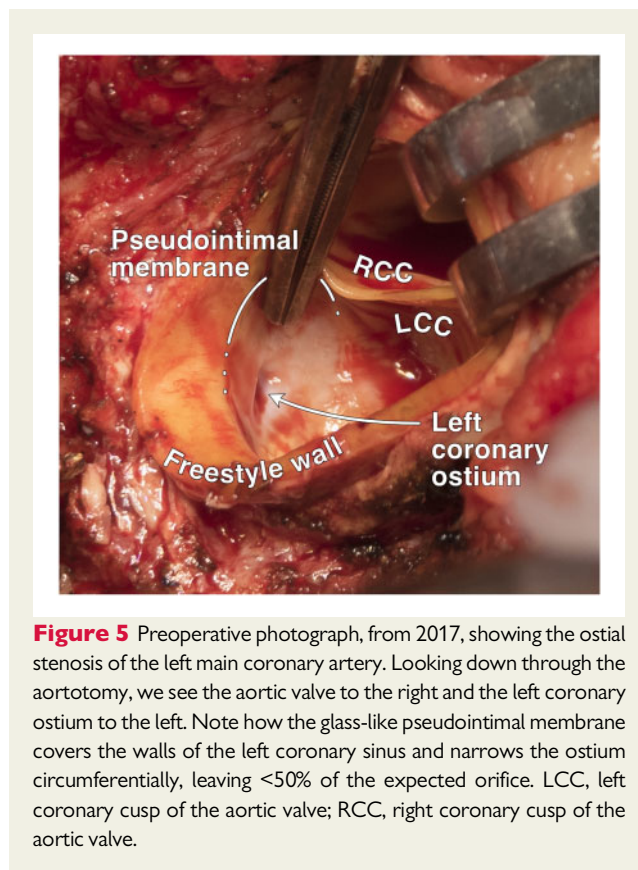 Pseudointimal
membrane
RCC
LCC
Left
coronary
ostium
Freestyle wall
Figure 5 Preoperative photograph, from 2017, showing the ostial
stenosis of the left main coronary artery. Looking down through the
aortotomy, we see the aortic valve to the right and the left coronary
ostium to the left. Note how the glass-like pseudointimal membrane
covers the walls of the left coronary sinus and narrows the ostium
circumferentially, leaving <50% of the expected orifice. LCC, left
coronary cusp of the aortic valve; RCC, right coronary cusp of the
aortic valve.